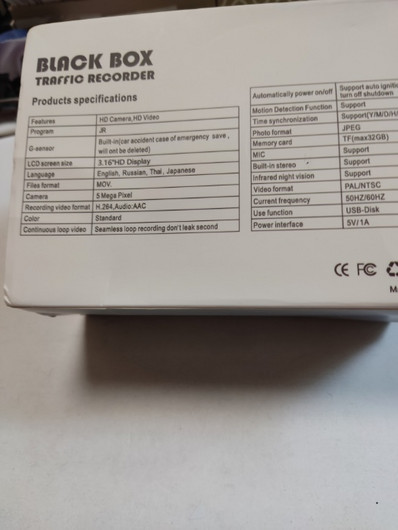 BLACK BOX
TRAFFIC RECORDER
Products specifications
Features HD Camera,HD Video
Program JR
G-sensor Built-in(car accident case of emergency save ,
will ont be deleted)
LCD screen size 3.16"HD Display
Language English, Russian, Thai, Japanese
Files format MOV.
Camera 5 Mega Pixel
Recording video format H.264,Audio:AAC
Color Standard
Continuous loop video Seamless loop recording don't leak second
Automatically power on/off Support auto
turn off shutdown
Motion Detection Function Support
Time synchronization Support(Y/M/D/H/
Photo format JPEG
Memory card TF(max32GB)
MIC Support
Built-in stereo Support
Infrared night vision Support
Video format PAL/NTSC
Current frequency 50HZ/60HZ
Use function USB-Disk
Power interface 5V/1A
CE FC